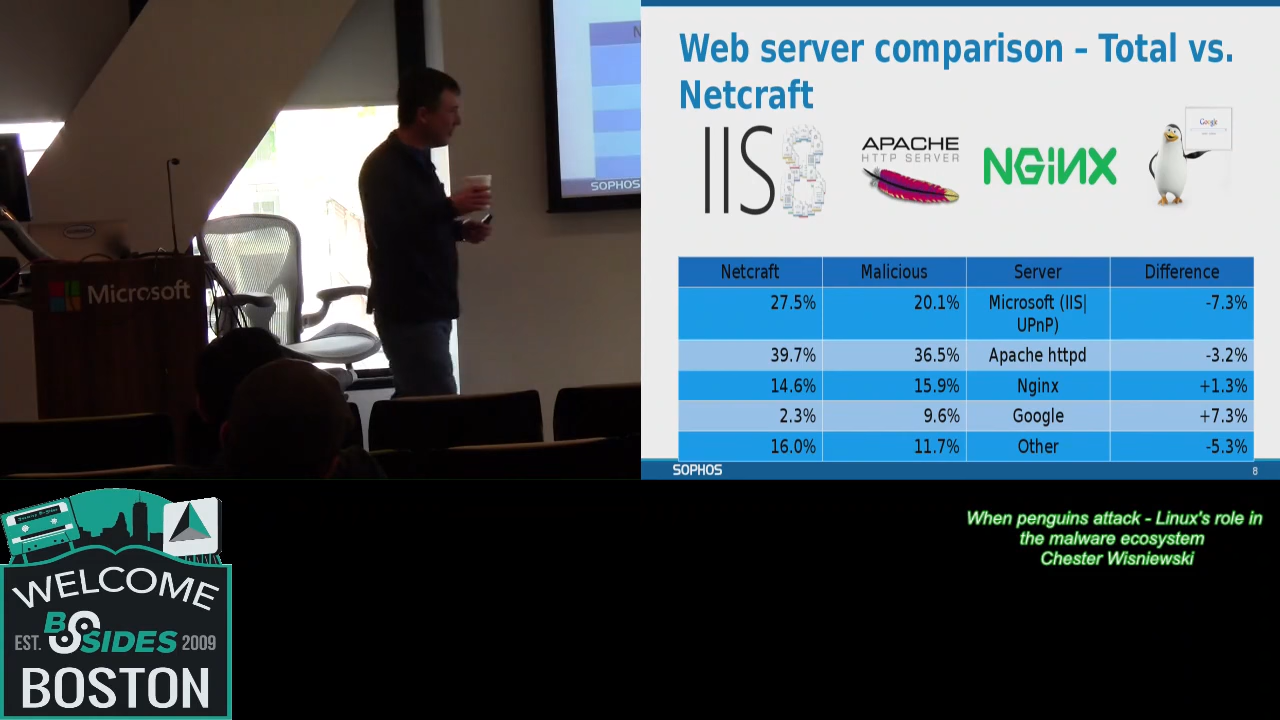 Microsoft
SOPHOS
Web server comparison – Total vs.
Netcraft
IIS8
APACHE
HTTP SERVER
NGiNX
Google
Netcraft Malicious Server Difference
27.5% 20.1% Microsoft (IIS| -7.3%
UPnP)
39.7% 36.5% Apache httpd -3.2%
14.6% 15.9% Nginx +1.3%
2.3% 9.6% Google +7.3%
16.0% 11.7% Other -5.3%
SOPHOS 8
When penguins attack - Linux's role in
the malware ecosystem
Chester Wisniewski
WELCOME
BSIDES
EST. 2009
BOSTON